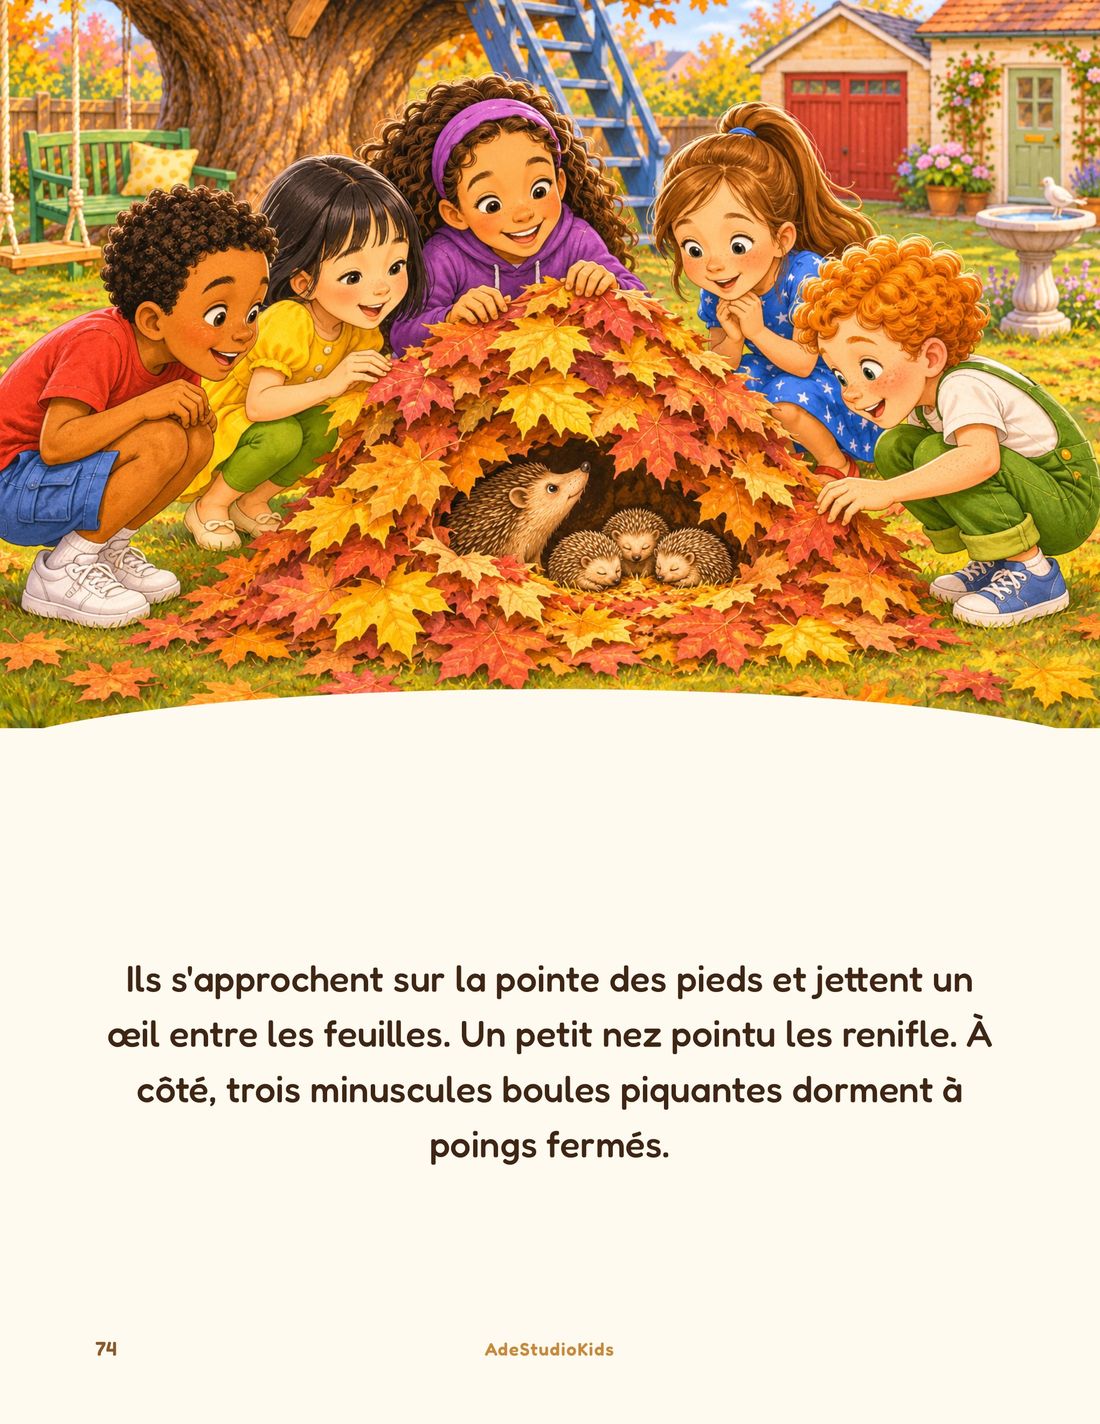 Ils s'approchent sur la pointe des pieds et jettent un
œil entre les feuilles. Un petit nez pointu les renifle. À
côté, trois minuscules boules piquantes dorment à
poings fermés.
74
AdeStudioKids